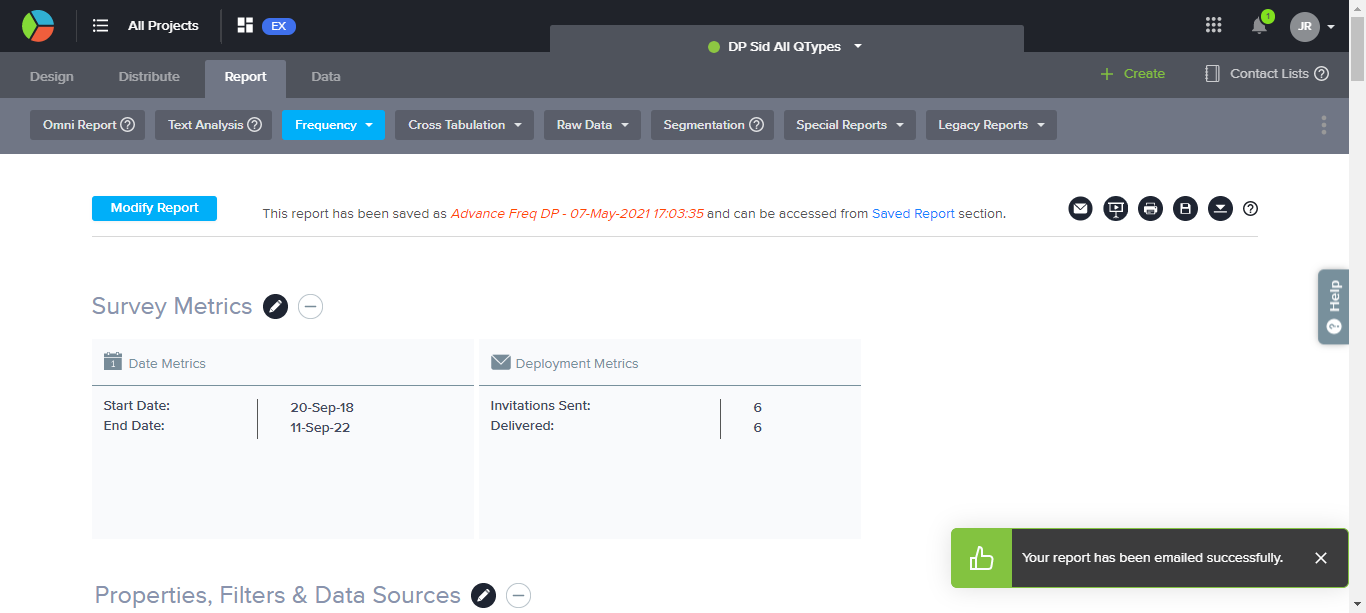 All Projects
EX
DP Sid All QTypes
1
JR
Design
Distribute
Report
Data
Create
Contact Lists ?
Omni Report ?
Text Analysis ?
Frequency
Cross Tabulation
Raw Data
Segmentation ?
Special Reports
Legacy Reports
Modify Report
This report has been saved as Advance Freq DP - 07-May-2021 17:03:35 and can be accessed from Saved Report section.
?
Survey Metrics
Help ?
1 Date Metrics
Start Date: 20-Sep-18
End Date: 11-Sep-22
Deployment Metrics
Invitations Sent: 6
Delivered: 6
Your report has been emailed successfully.
Properties, Filters & Data Sources